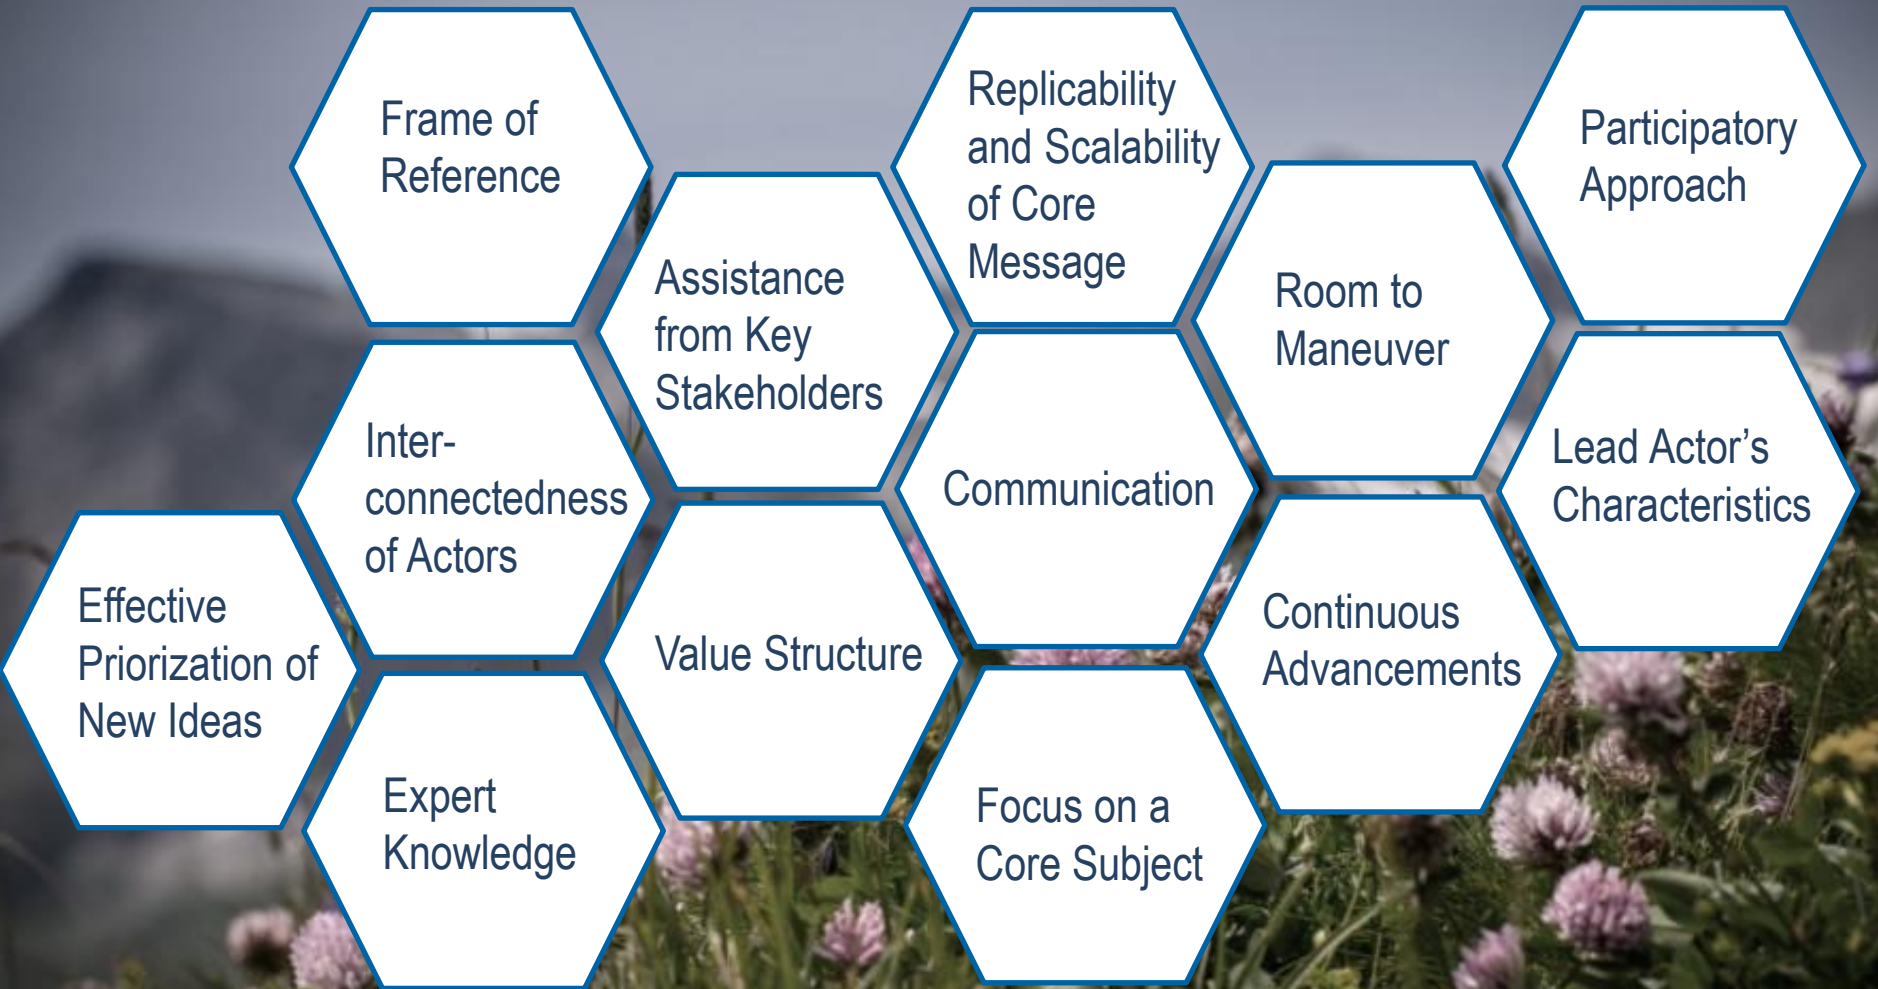 Frame of
Reference
Replicability
and Scalability
of Core
Message
Participatory
Approach
Assistance
from Key
Stakeholders
Room to
Maneuver
Inter-
connectedness
of Actors
Communication
Lead Actor’s
Characteristics
Effective
Priorization of
New Ideas
Value Structure
Continuous
Advancements
Expert
Knowledge
Focus on a
Core Subject